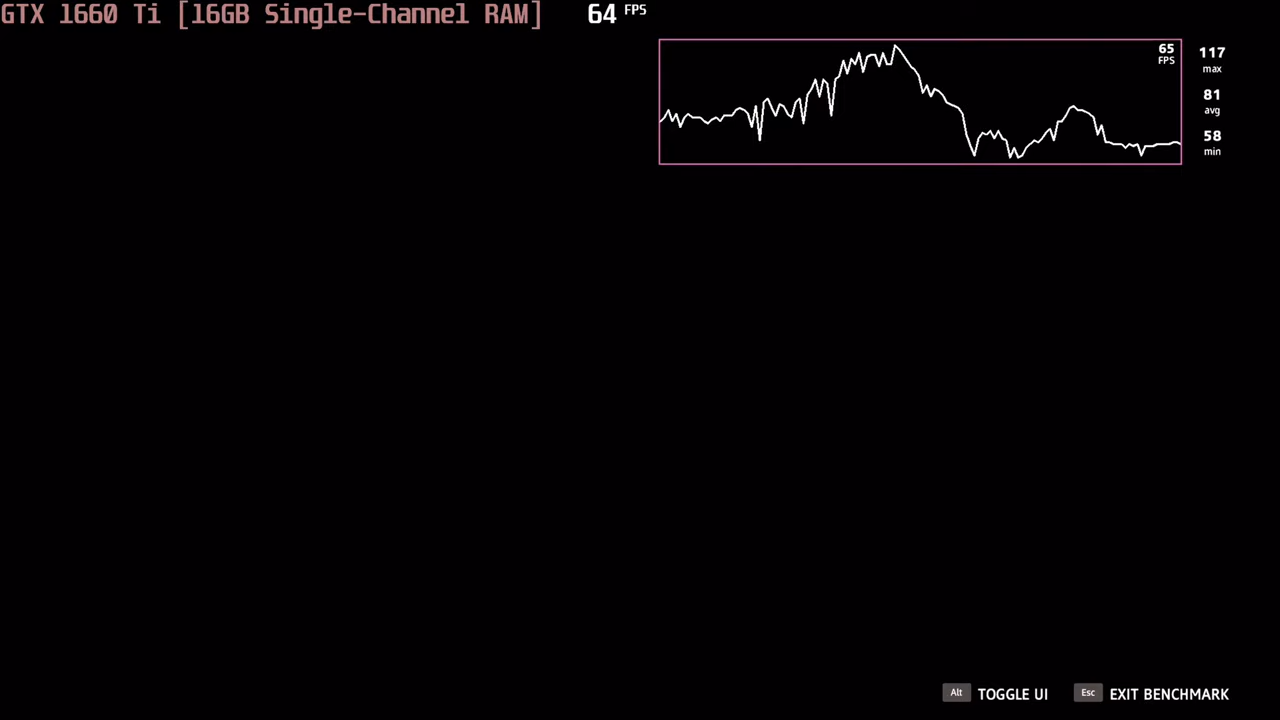 GTX 1660 Ti [16GB Single-Channel RAM] 64 FPS
65
FPS
117
max
81
avg
58
min
Alt TOGGLE UI Esc EXIT BENCHMARK